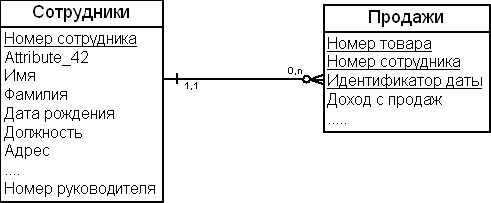 Сотрудники
Номер сотрудника
Attribute_42
Имя
Фамилия
Дата рождения
Должность
Адрес
....
Номер руководителя
1,1
0,n
Продажи
Номер товара
Номер сотрудника
Идентификатор даты
Доход с продаж
.....